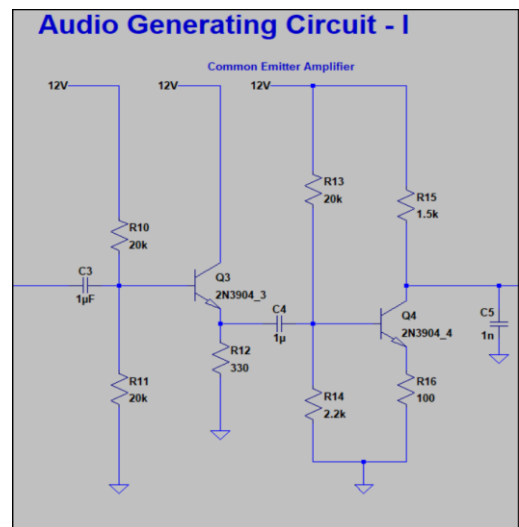 Audio Generating Circuit - I
Common Emitter Amplifier
12V 12V 12V
R13
20k
R15
1.5k
R10
20k
C3
1µF
Q3
2N3904_3
C4
1µ
Q4
2N3904_4
C5
1n
R12
330
R11
20k
R14
2.2k
R16
100